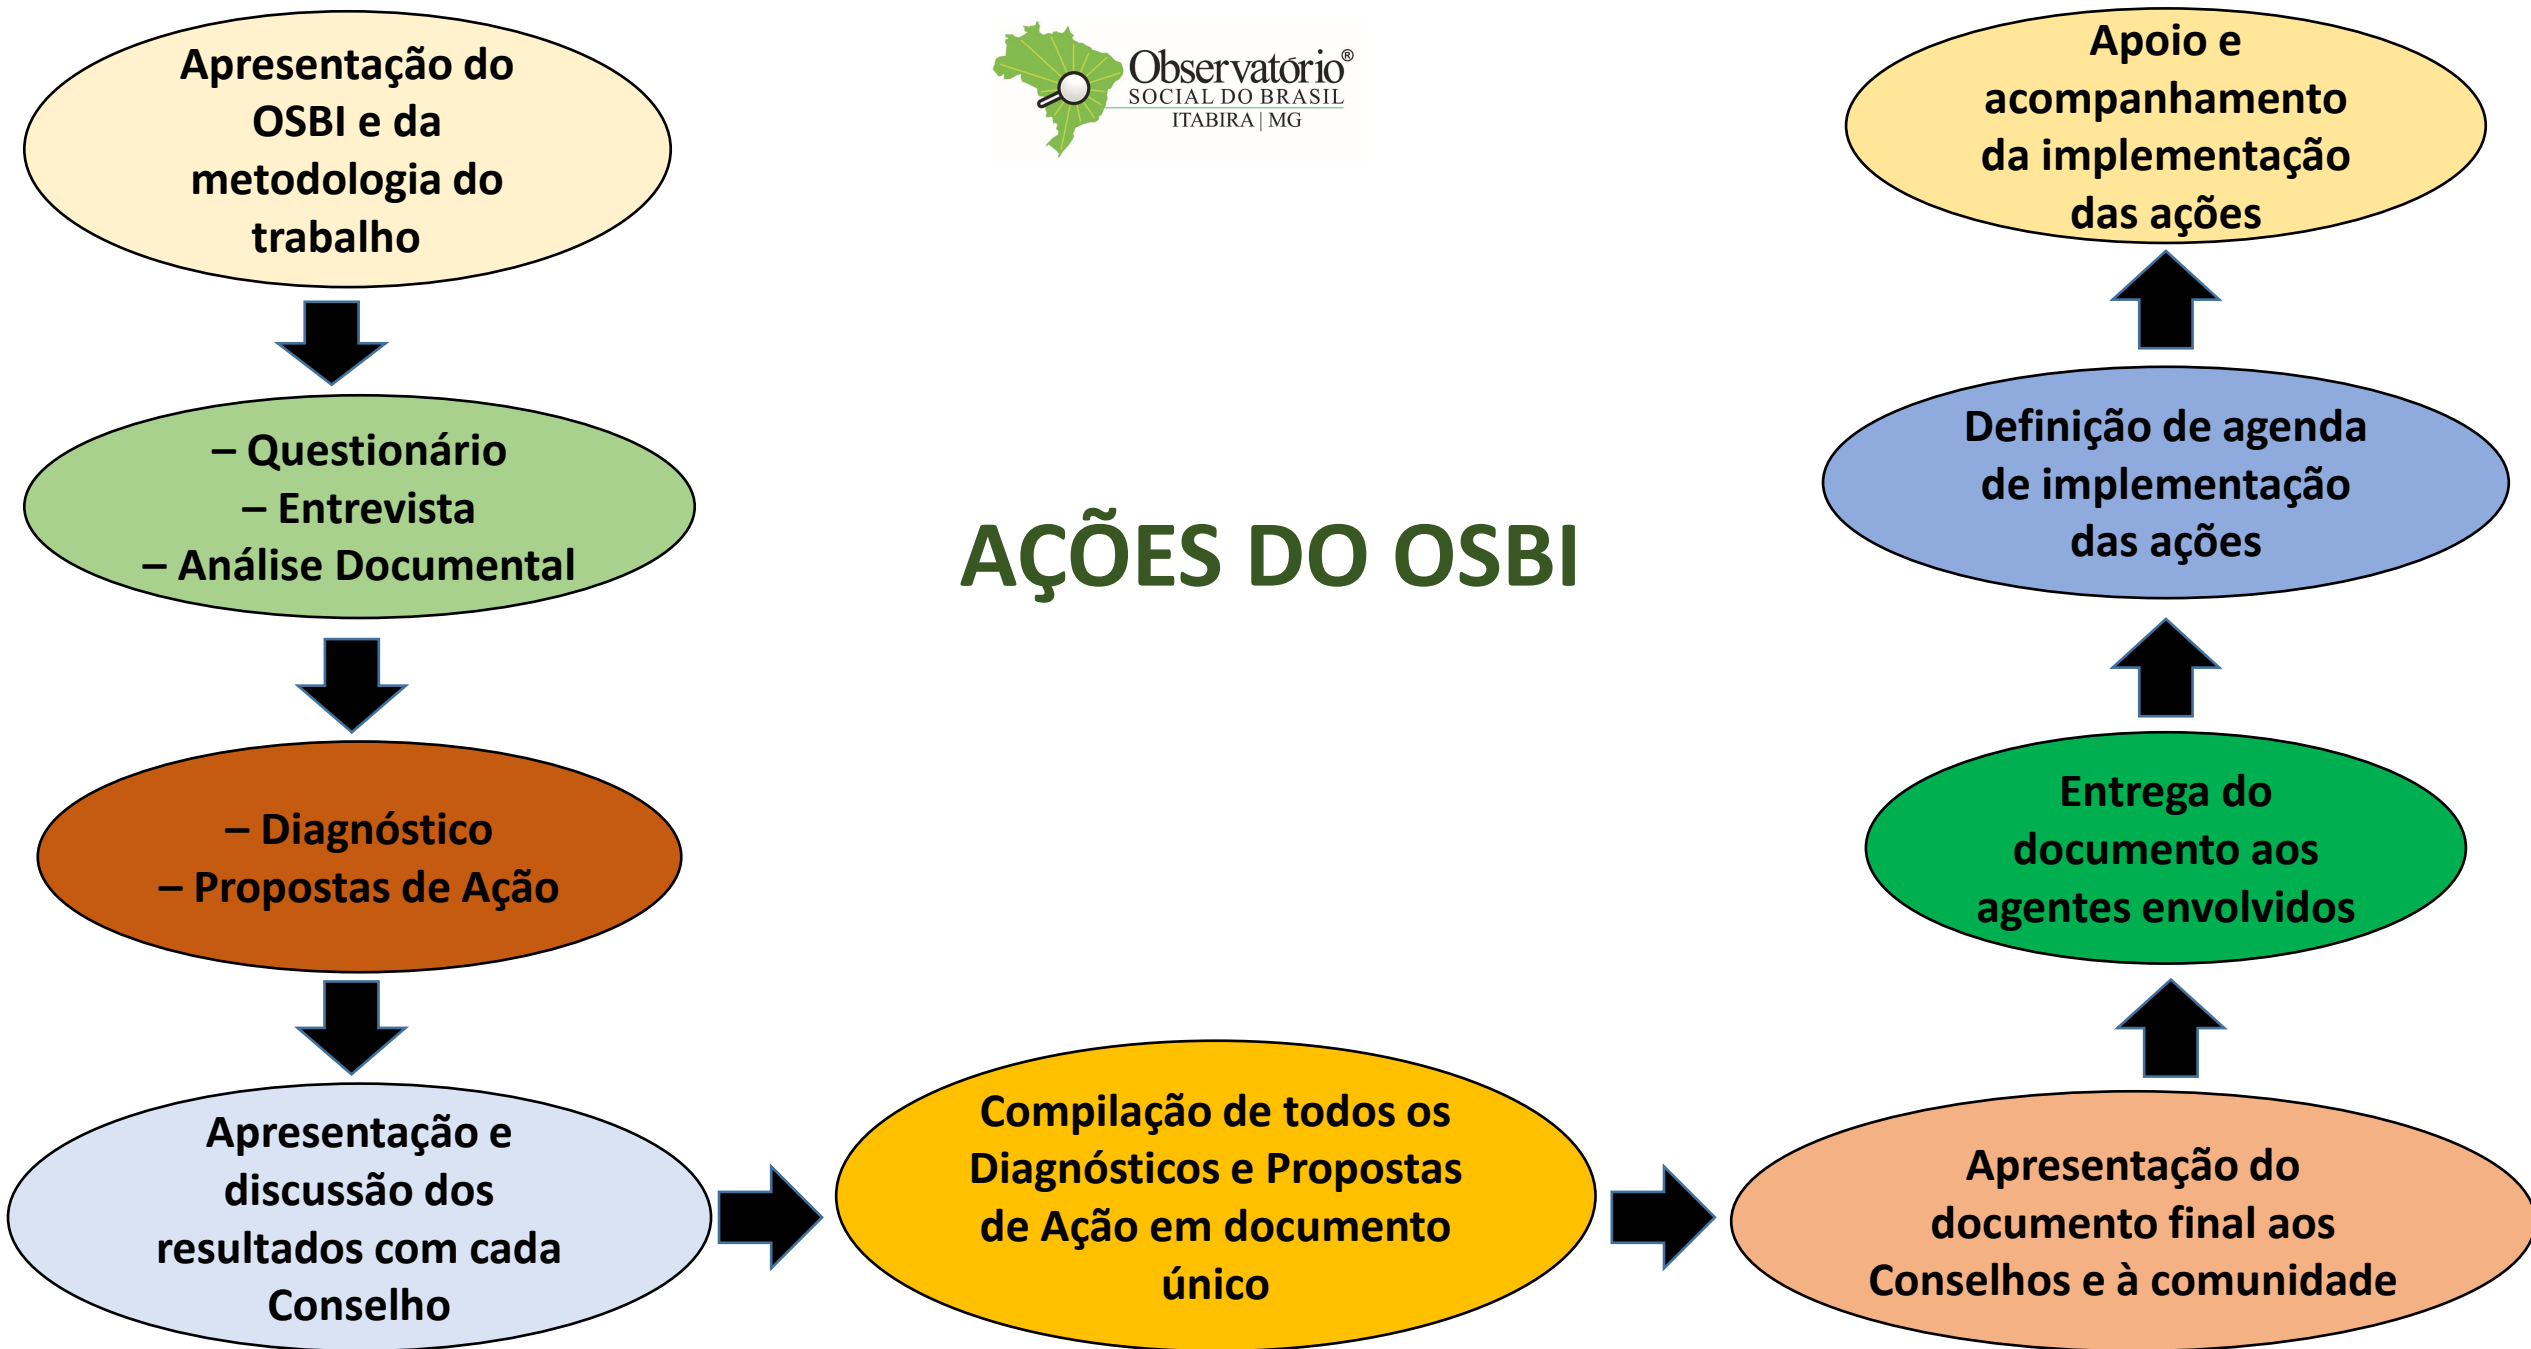 Apresentação do
OSBI e da
metodologia do
trabalho
Observatório®
SOCIAL DO BRASIL
ITABIRA | MG
Apoio e
acompanhamento
da implementação
das ações
– Questionário
– Entrevista
– Análise Documental
AÇÕES DO OSBI
Definição de agenda
de implementação
das ações
– Diagnóstico
– Propostas de Ação
Entrega do
documento aos
agentes envolvidos
Apresentação e
discussão dos
resultados com cada
Conselho
Compilação de todos os
Diagnósticos e Propostas
de Ação em documento
único
Apresentação do
documento final aos
Conselhos e à comunidade